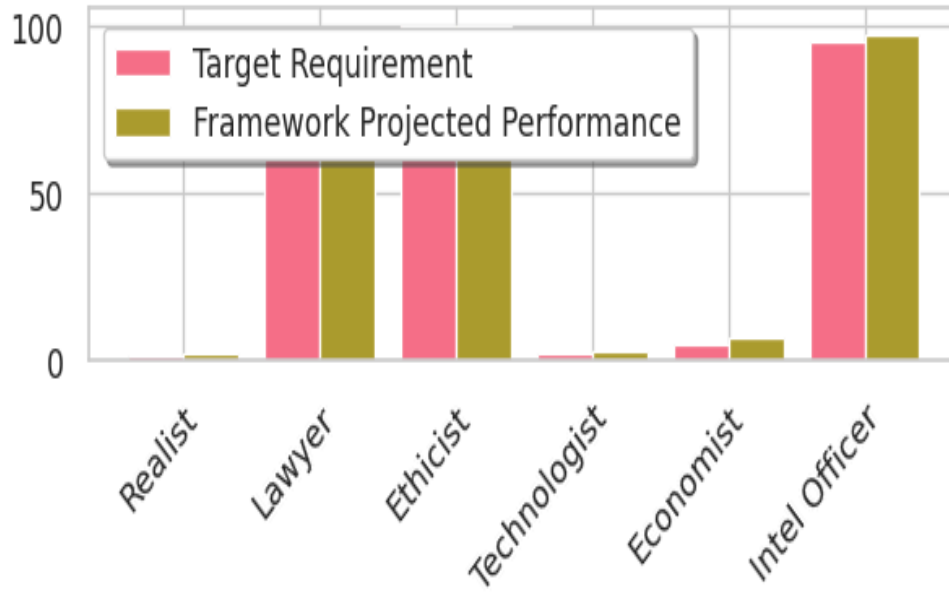 100
50
0
Target Requirement
Framework Projected Performance
Realist
Lawyer
Ethicist
Technologist
Economist
Intel Officer